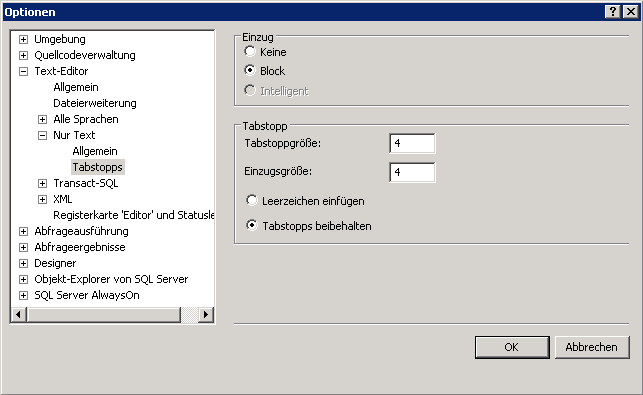 Optionen
Umgebung
Quellcodeverwaltung
Text-Editor
Allgemein
Dateierweiterung
Alle Sprachen
Nur Text
Allgemein
Tabstopps
Transact-SQL
XML
Registerkarte 'Editor' und Statusle
Abfrageausführung
Abfrageergebnisse
Designer
Objekt-Explorer von SQL Server
SQL Server AlwaysOn
Einzug
Keine
Block
Intelligent
Tabstopp
Tabstoppgröße: 4
Einzugsgröße: 4
Leerzeichen einfügen
Tabstopps beibehalten
OK Abbrechen